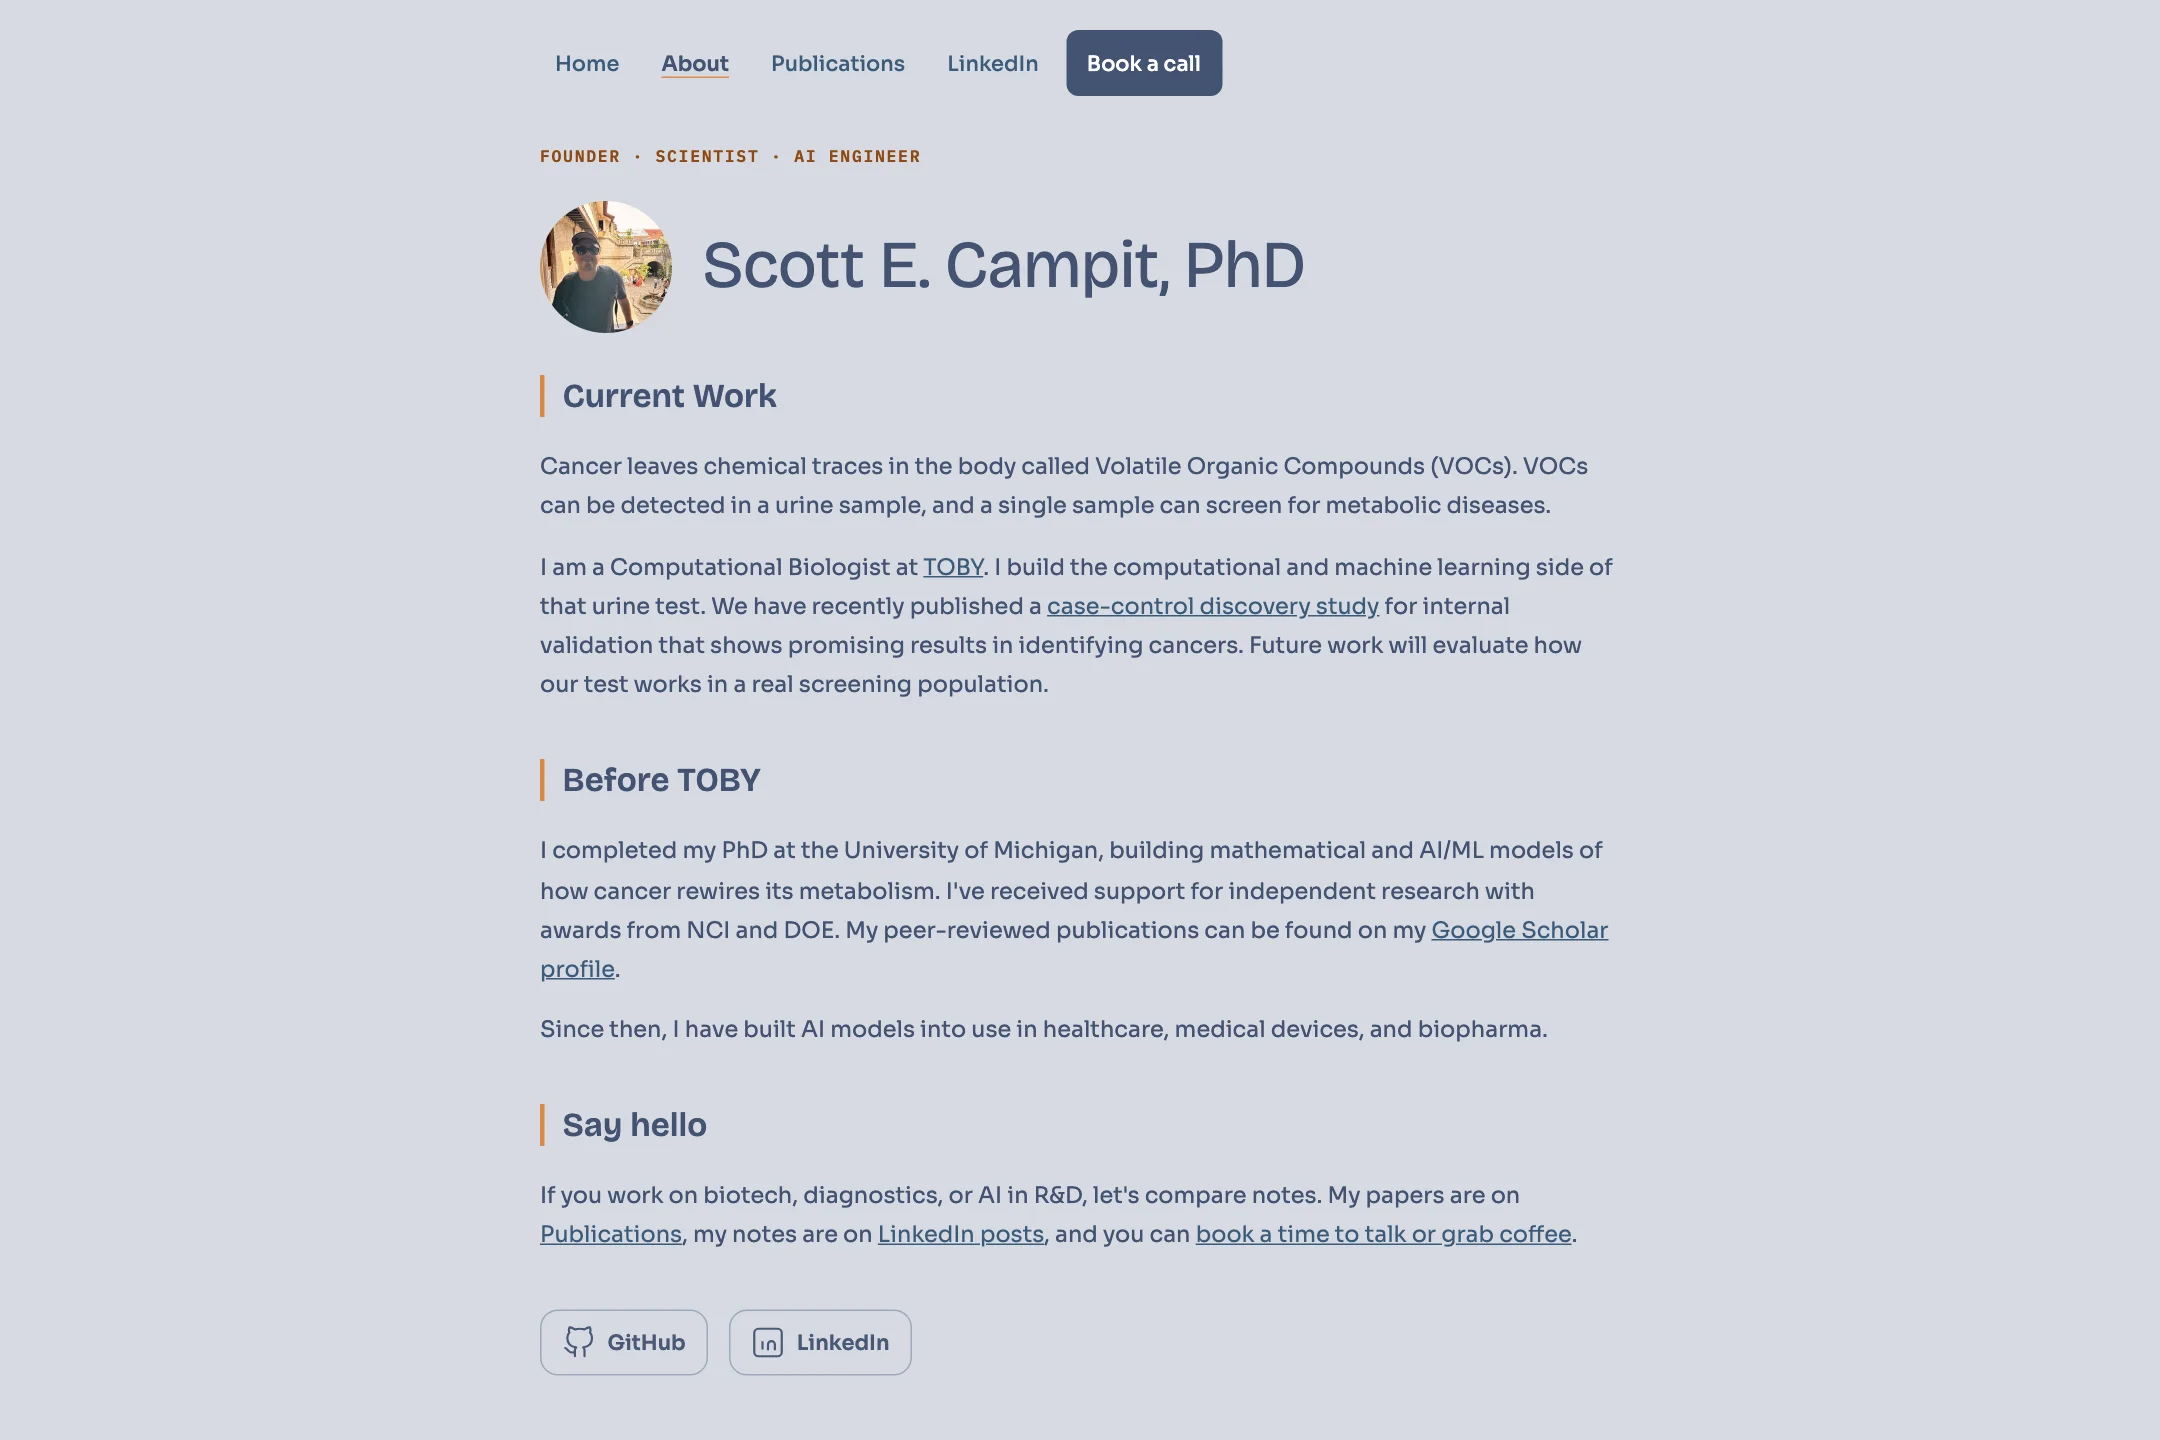 Home About Publications LinkedIn Book a call
FOUNDER · SCIENTIST · AI ENGINEER
Scott E. Campit, PhD
Current Work
Cancer leaves chemical traces in the body called Volatile Organic Compounds (VOCs). VOCs
can be detected in a urine sample, and a single sample can screen for metabolic diseases.
I am a Computational Biologist at TOBY. I build the computational and machine learning side of
that urine test. We have recently published a case-control discovery study for internal
validation that shows promising results in identifying cancers. Future work will evaluate how
our test works in a real screening population.
Before TOBY
I completed my PhD at the University of Michigan, building mathematical and AI/ML models of
how cancer rewires its metabolism. I've received support for independent research with
awards from NCI and DOE. My peer-reviewed publications can be found on my Google Scholar
profile.
Since then, I have built AI models into use in healthcare, medical devices, and biopharma.
Say hello
If you work on biotech, diagnostics, or AI in R&D, let's compare notes. My papers are on
Publications, my notes are on LinkedIn posts, and you can book a time to talk or grab coffee.
GitHub LinkedIn